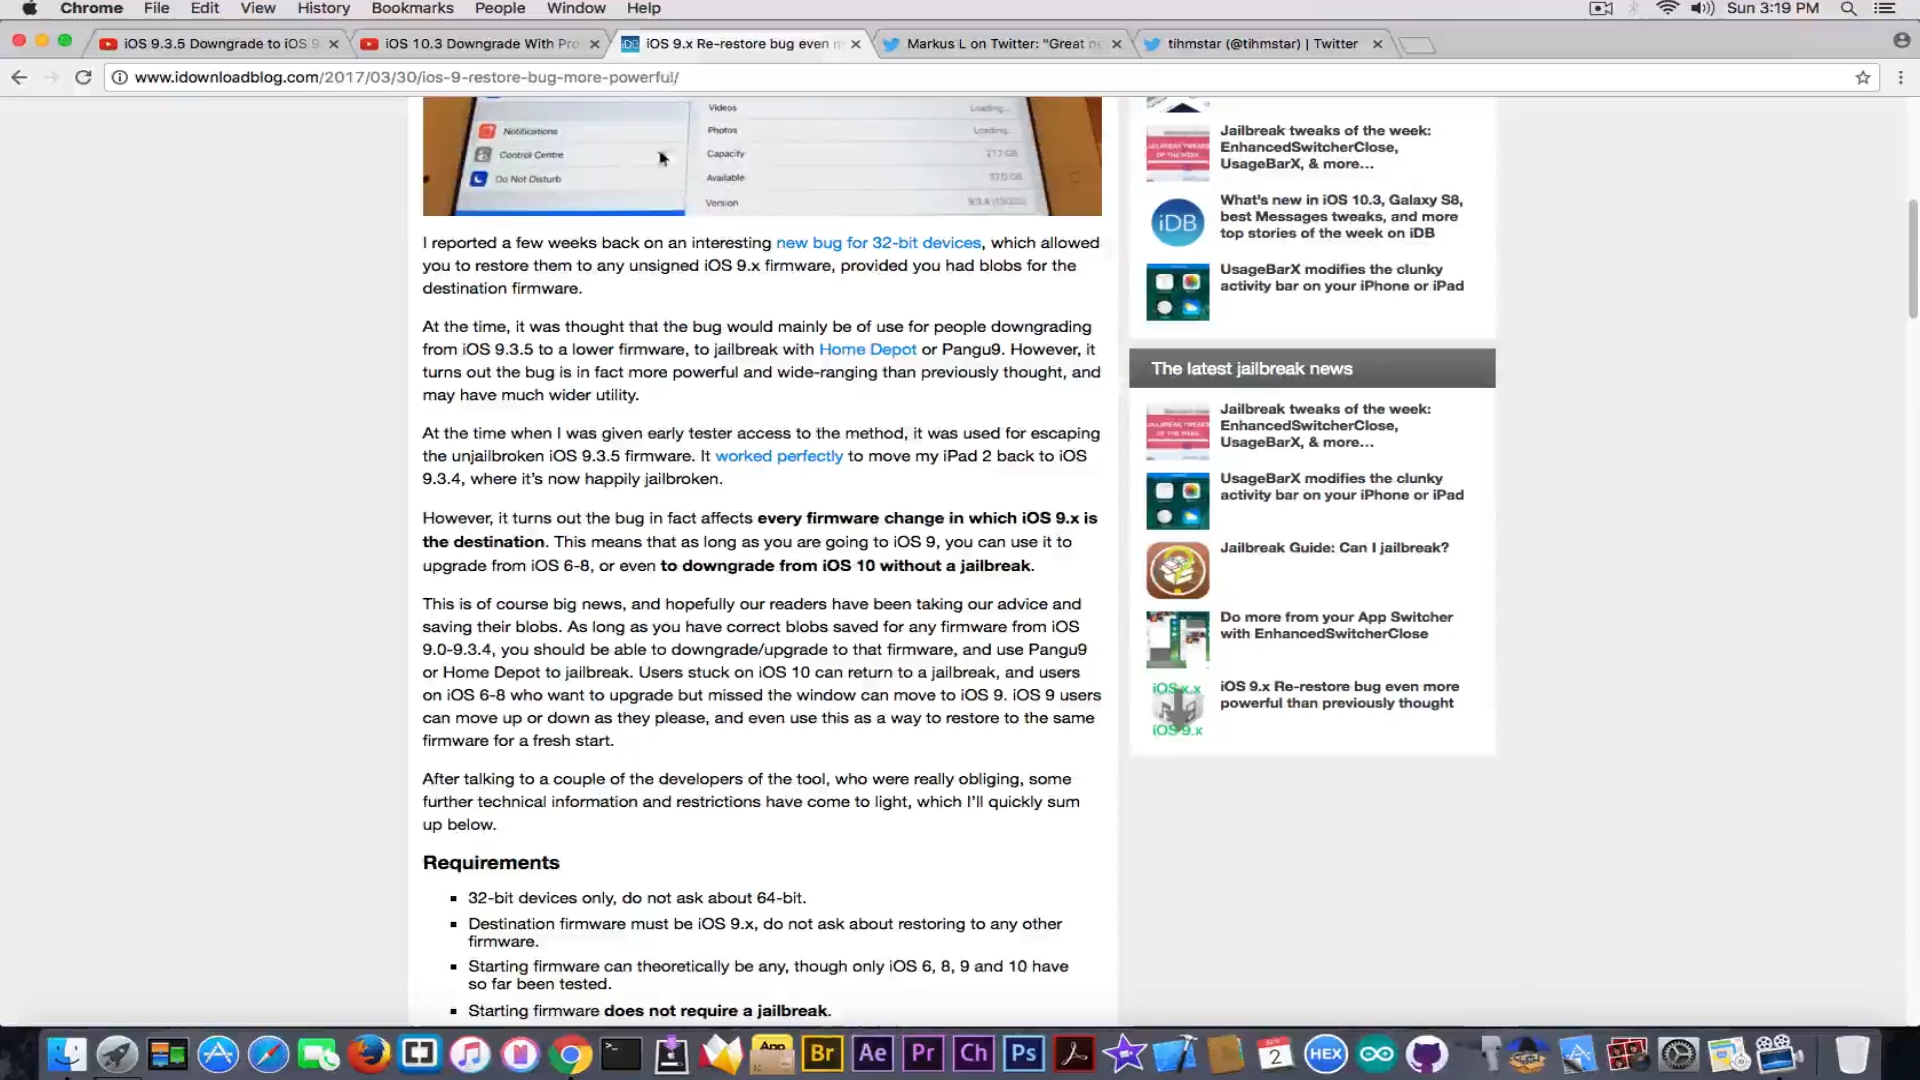 Chrome File Edit View History Bookmarks People Window Help Sun 3:19 PM
iOS 9.3.5 Downgrade to iOS 9 iOS 10.3 Downgrade With Pro iOS 9.x Re-restore bug even m Markus L on Twitter: "Great ne tihmstar (@tihmstar) | Twitter
www.idownloadblog.com/2017/03/30/ios-9-restore-bug-more-powerful/
Notifications
Control Centre
Do Not Disturb
Videos Loading...
Photos Loading...
Capacity
Available
Version
I reported a few weeks back on an interesting new bug for 32-bit devices, which allowed
you to restore them to any unsigned iOS 9.x firmware, provided you had blobs for the
destination firmware.
At the time, it was thought that the bug would mainly be of use for people downgrading
from iOS 9.3.5 to a lower firmware, to jailbreak with Home Depot or Pangu9. However, it
turns out the bug is in fact more powerful and wide-ranging than previously thought, and
may have much wider utility.
At the time when I was given early tester access to the method, it was used for escaping
the unjailbroken iOS 9.3.5 firmware. It worked perfectly to move my iPad 2 back to iOS
9.3.4, where it's now happily jailbroken.
However, it turns out the bug in fact affects every firmware change in which iOS 9.x is
the destination. This means that as long as you are going to iOS 9, you can use it to
upgrade from iOS 6-8, or even to downgrade from iOS 10 without a jailbreak.
This is of course big news, and hopefully our readers have been taking our advice and
saving their blobs. As long as you have correct blobs saved for any firmware from iOS
9.0-9.3.4, you should be able to downgrade/upgrade to that firmware, and use Pangu9
or Home Depot to jailbreak. Users stuck on iOS 10 can return to a jailbreak, and users
on iOS 6-8 who want to upgrade but missed the window can move to iOS 9. iOS 9 users
can move up or down as they please, and even use this as a way to restore to the same
firmware for a fresh start.
After talking to a couple of the developers of the tool, who were really obliging, some
further technical information and restrictions have come to light, which I'll quickly sum
up below.
Requirements
32-bit devices only, do not ask about 64-bit.
Destination firmware must be iOS 9.x, do not ask about restoring to any other
firmware.
Starting firmware can theoretically be any, though only iOS 6, 8, 9 and 10 have
so far been tested.
Starting firmware does not require a jailbreak.
Jailbreak tweaks of the week:
EnhancedSwitcherClose,
UsageBarX, & more...
iDB
What's new in iOS 10.3, Galaxy S8,
best Messages tweaks, and more
top stories of the week on iDB
UsageBarX modifies the clunky
activity bar on your iPhone or iPad
The latest jailbreak news
Jailbreak tweaks of the week:
EnhancedSwitcherClose,
UsageBarX, & more...
UsageBarX modifies the clunky
activity bar on your iPhone or iPad
Jailbreak Guide: Can I jailbreak?
Do more from your App Switcher
with EnhancedSwitcherClose
iOS x.x
iOS 9.x
iOS 9.x Re-restore bug even more
powerful than previously thought
App Br Ae Pr Ch Ps APR 2 HEX